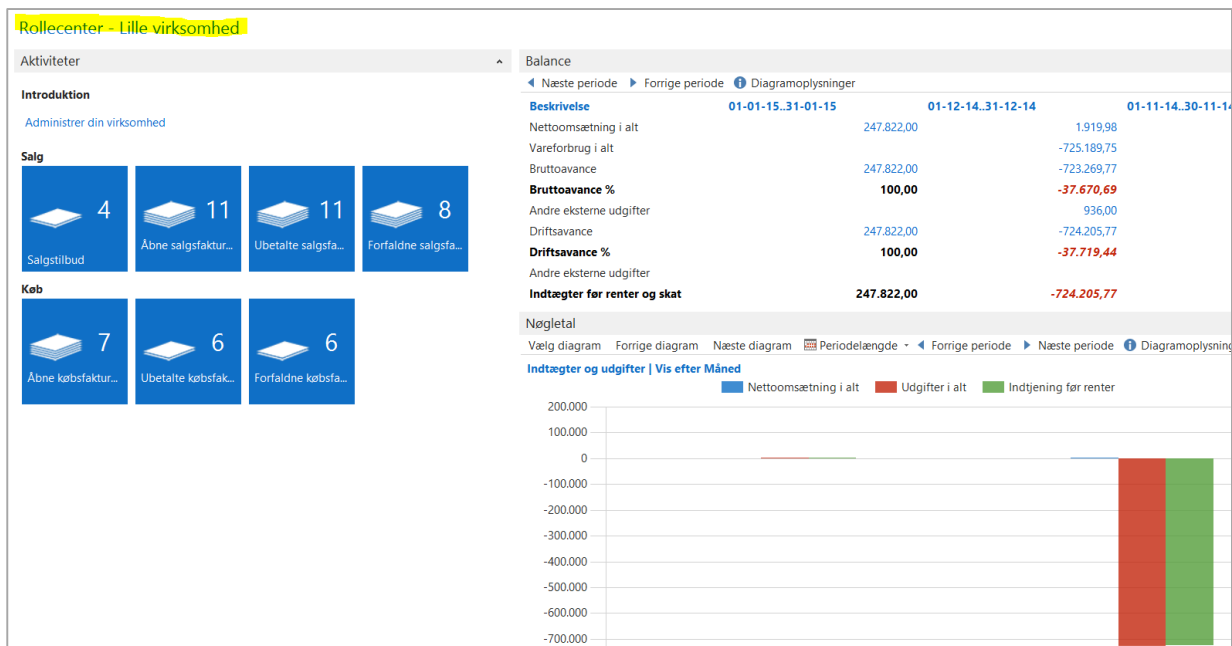 Rollecenter - Lille virksomhed
Aktiviteter
Introduktion
Administrer din virksomhed
Salg
4
Salgstilbud
11
Åbne salgsfaktur...
11
Ubetalte salgsfa...
8
Forfaldne salgsfa...
Køb
7
Åbne købsfaktur...
6
Ubetalte købsfak...
6
Forfaldne købsfa...
Balance
Næste periode Forrige periode Diagramoplysninger
Beskrivelse 01-01-15..31-01-15 01-12-14..31-12-14 01-11-14..30-11-14
Nettoomsætning i alt 247.822,00 1.919,98
Vareforbrug i alt -725.189,75
Bruttoavance 247.822,00 -723.269,77
Bruttoavance % 100,00 -37.670,69
Andre eksterne udgifter 936,00
Driftsavance 247.822,00 -724.205,77
Driftsavance % 100,00 -37.719,44
Andre eksterne udgifter
Indtægter før renter og skat 247.822,00 -724.205,77
Nøgletal
Vælg diagram Forrige diagram Næste diagram Periodelængde Forrige periode Næste periode Diagramoplysning
Indtægter og udgifter | Vis efter Måned
Nettoomsætning i alt Udgifter i alt Indtjening før renter
200.000
100.000
0
-100.000
-200.000
-300.000
-400.000
-500.000
-600.000
-700.000